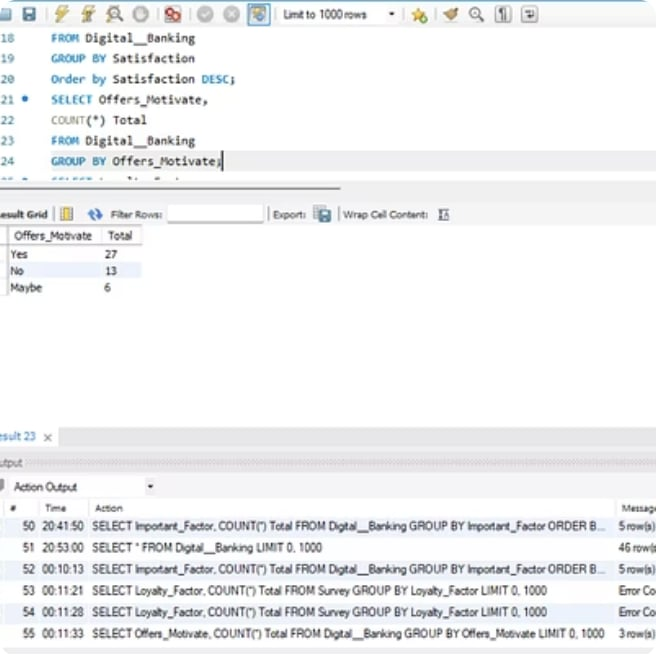 Limit to 1000 rows
18 FROM Digital__Banking
19 GROUP BY Satisfaction
20 Order by Satisfaction DESC;
21 SELECT Offers_Motivate,
22 COUNT(*) Total
23 FROM Digital__Banking
24 GROUP BY Offers_Motivate;
esult Grid Filter Rows: Export: Wrap Cell Content:
Offers_Motivate Total
Yes 27
No 13
Maybe 6
esult 23 x
utput
Action Output
# Time Action Message
50 20:41:50 SELECT Important_Factor, COUNT(*) Total FROM Digital__Banking GROUP BY Important_Factor ORDER B... 5 row(s)
51 20:53:00 SELECT * FROM Digital__Banking LIMIT 0, 1000 46 row(s)
52 00:10:13 SELECT Important_Factor, COUNT(*) Total FROM Digital__Banking GROUP BY Important_Factor ORDER B... 5 row(s)
53 00:11:21 SELECT Loyalty_Factor, COUNT(*) Total FROM Survey GROUP BY Loyalty_Factor LIMIT 0, 1000 Error Co
54 00:11:28 SELECT Loyalty_Factor, COUNT(*) Total FROM Survey GROUP BY Loyalty_Factor LIMIT 0, 1000 Error Co
55 00:11:33 SELECT Offers_Motivate, COUNT(*) Total FROM Digital__Banking GROUP BY Offers_Motivate LIMIT 0, 1000 3 row(s)